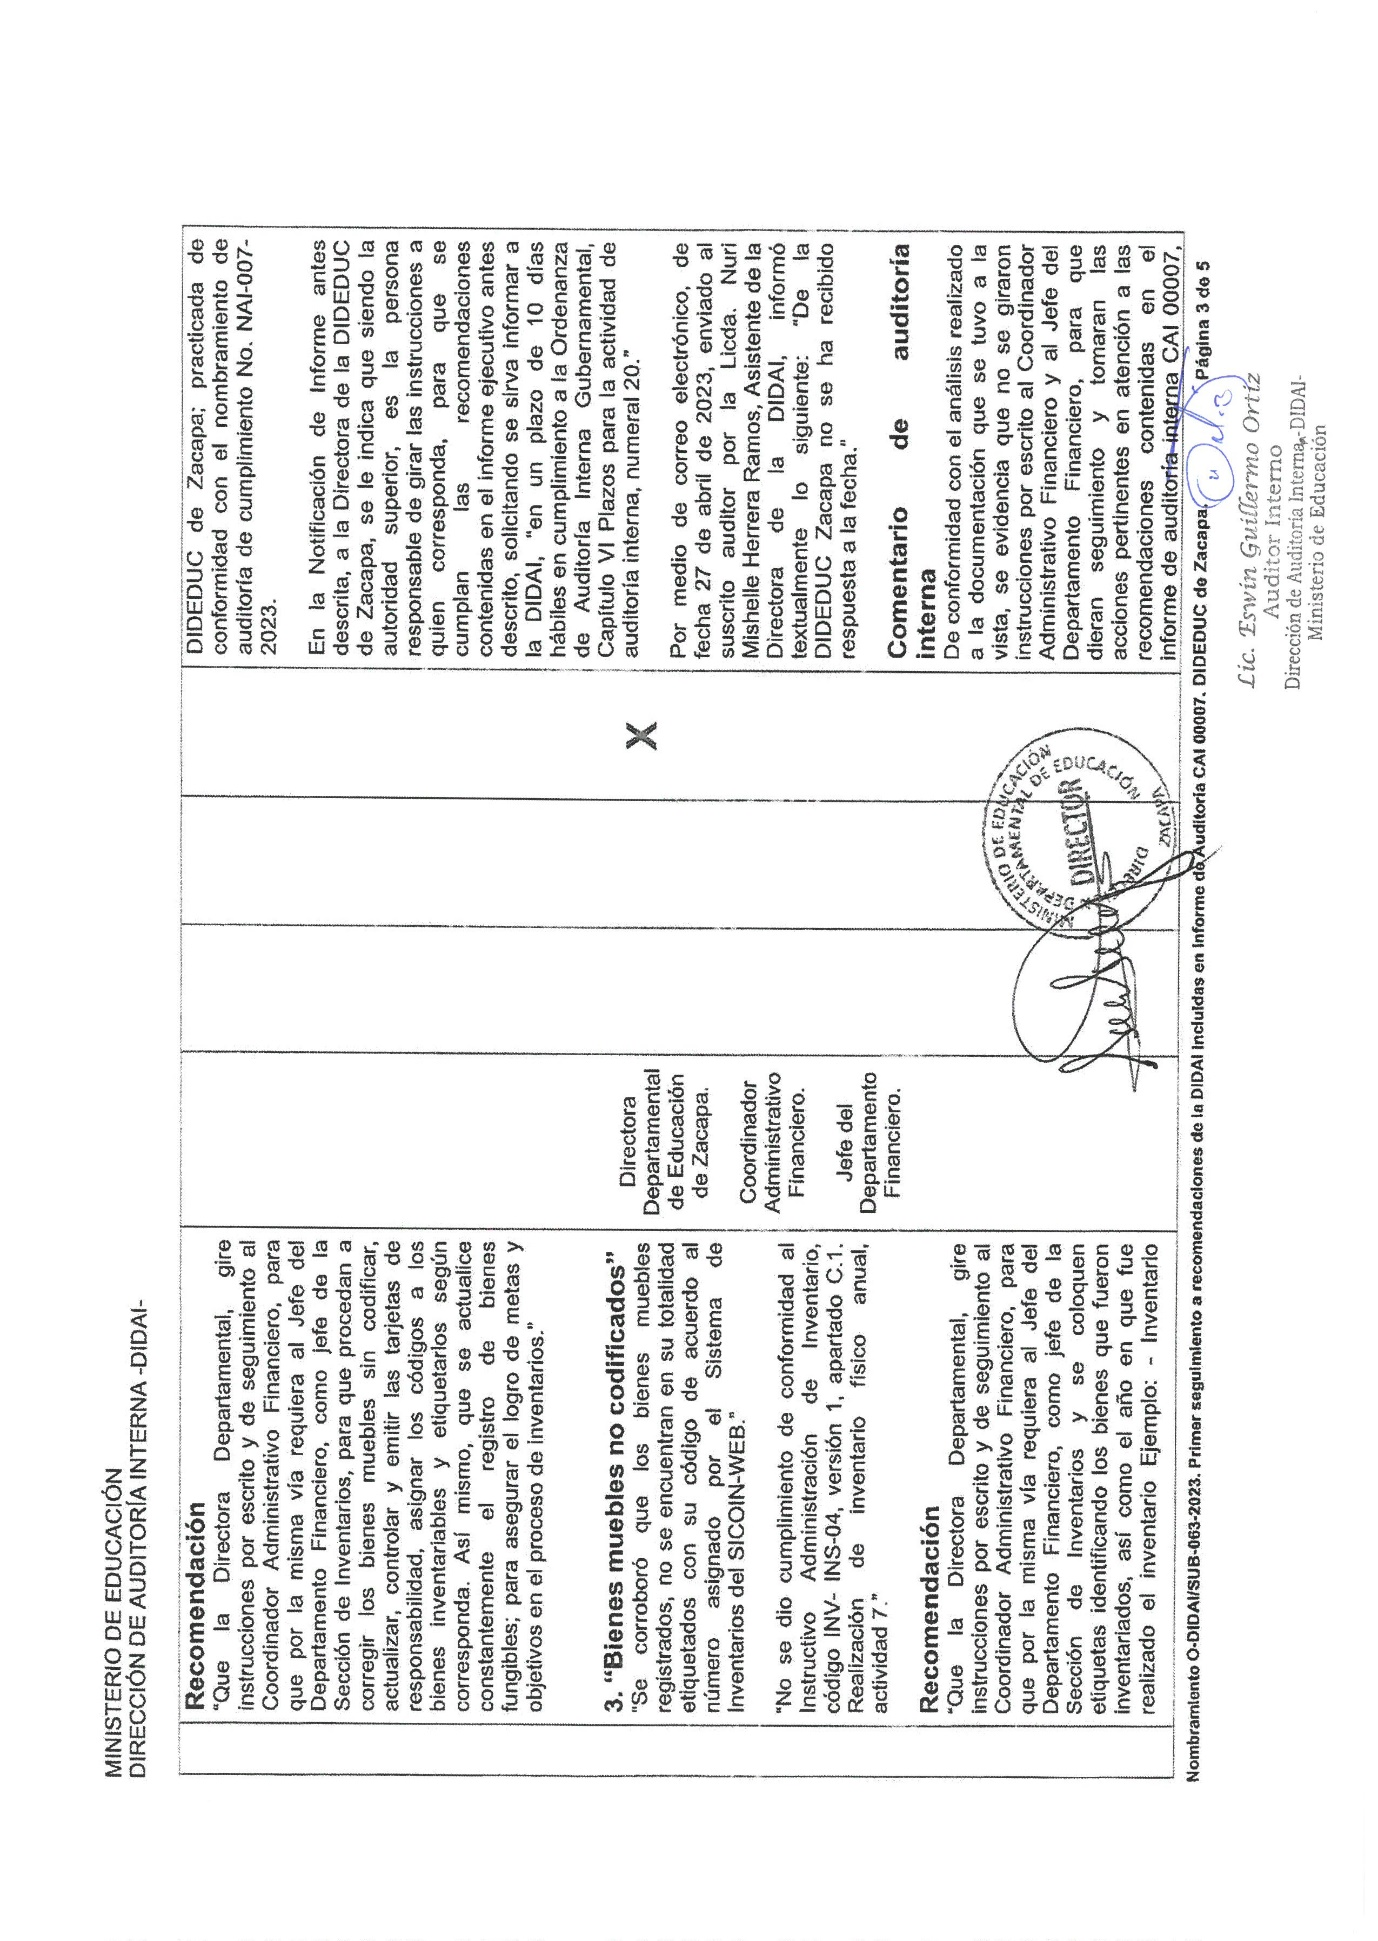 MINISTERIO DE EDUCACIÓN
DIRECCIÓN DE AUDITORÍA INTERNA -DIDAI-
Recomendación
“Que la Directora Departamental, gire
instrucciones por escrito y de seguimiento al
Coordinador Administrativo Financiero, para
que por la misma vía requiera al Jefe del
Departamento Financiero, como jefe de la
Sección de Inventarios, para que procedan a
corregir los bienes muebles sin codificar,
actualizar, controlar y emitir las tarjetas de
responsabilidad, asignar los códigos a los
bienes inventariables y etiquetarlos según
corresponda. Así mismo, que se actualice
constantemente el registro de bienes
fungibles; para asegurar el logro de metas y
objetivos en el proceso de inventarios.”
3. “Bienes muebles no codificados”
"Se corroboró que los bienes muebles
registrados, no se encuentran en su totalidad
etiquetados con su código de acuerdo al
número asignado por el Sistema de
Inventarios del SICOIN-WEB.”
“No se dio cumplimiento de conformidad al
Instructivo Administración de Inventario,
código INV- INS-04, versión 1, apartado C.1.
Realización de inventario físico anual,
actividad 7.”
Recomendación
“Que la Directora Departamental, gire
instrucciones por escrito y de seguimiento al
Coordinador Administrativo Financiero, para
que por la misma vía requiera al Jefe del
Departamento Financiero, como jefe de la
Sección de Inventarios y se coloquen
etiquetas identificando los bienes que fueron
inventariados, así como el año en que fue
realizado el inventario Ejemplo: - Inventario
Directora
Departamental
de Educación
de Zacapa.
Coordinador
Administrativo
Financiero.
Jefe del
Departamento
Financiero.
X
DIDEDUC de Zacapa; practicada de
conformidad con el nombramiento de
auditoría de cumplimiento No. NAI-007-
2023.
En la Notificación de Informe antes
descrita, a la Directora de la DIDEDUC
de Zacapa, se le indica que siendo la
autoridad superior, es la persona
responsable de girar las instrucciones a
quien corresponda, para que se
cumplan las recomendaciones
contenidas en el informe ejecutivo antes
descrito, solicitando se sirva informar a
la DIDAI, “en un plazo de 10 días
hábiles en cumplimiento a la Ordenanza
de Auditoría Interna Gubernamental,
Capítulo VI Plazos para la actividad de
auditoría interna, numeral 20.”
Por medio de correo electrónico, de
fecha 27 de abril de 2023, enviado al
suscrito auditor por la Licda. Nuri
Mishelle Herrera Ramos, Asistente de la
Directora de la DIDAI, informó
textualmente lo siguiente: “De la
DIDEDUC Zacapa no se ha recibido
respuesta a la fecha.”
Comentario de auditoría
interna
De conformidad con el análisis realizado
a la documentación que se tuvo a la
vista, se evidencia que no se giraron
instrucciones por escrito al Coordinador
Administrativo Financiero y al Jefe del
Departamento Financiero, para que
dieran seguimiento y tomaran las
acciones pertinentes en atención a las
recomendaciones contenidas en el
informe de auditoría interna CAI 00007,
MINISTERIO DE EDUCACIÓN
DIRECCIÓN DEPARTAMENTAL DE EDUCACIÓN
DIRECTOR
ZACAPA
Nombramiento O-DIDAI/SUB-063-2023. Primer seguimiento a recomendaciones de la DIDAI incluidas en Informe de Auditoría CAI 00007. DIDEDUC de Zacapa Página 3 de 5
Lic. Eswin Guillermo Ortíz
Auditor Interno
Dirección de Auditoría Interna -DIDAI-
Ministerio de Educación